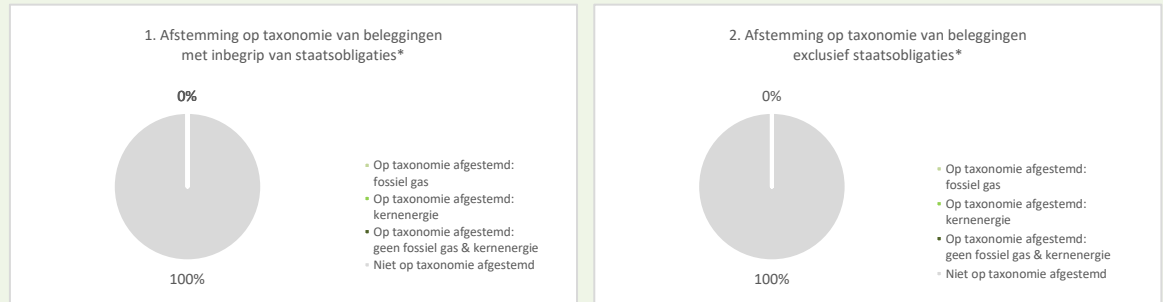 1. Afstemming op taxonomie van beleggingen
met inbegrip van staatsobligaties*
0%
Op taxonomie afgestemd:
fossiel gas
Op taxonomie afgestemd:
kernenergie
Op taxonomie afgestemd:
geen fossiel gas & kernenergie
Niet op taxonomie afgestemd
100%
2. Afstemming op taxonomie van beleggingen
exclusief staatsobligaties*
0%
Op taxonomie afgestemd:
fossiel gas
Op taxonomie afgestemd:
kernenergie
Op taxonomie afgestemd:
geen fossiel gas & kernenergie
Niet op taxonomie afgestemd
100%